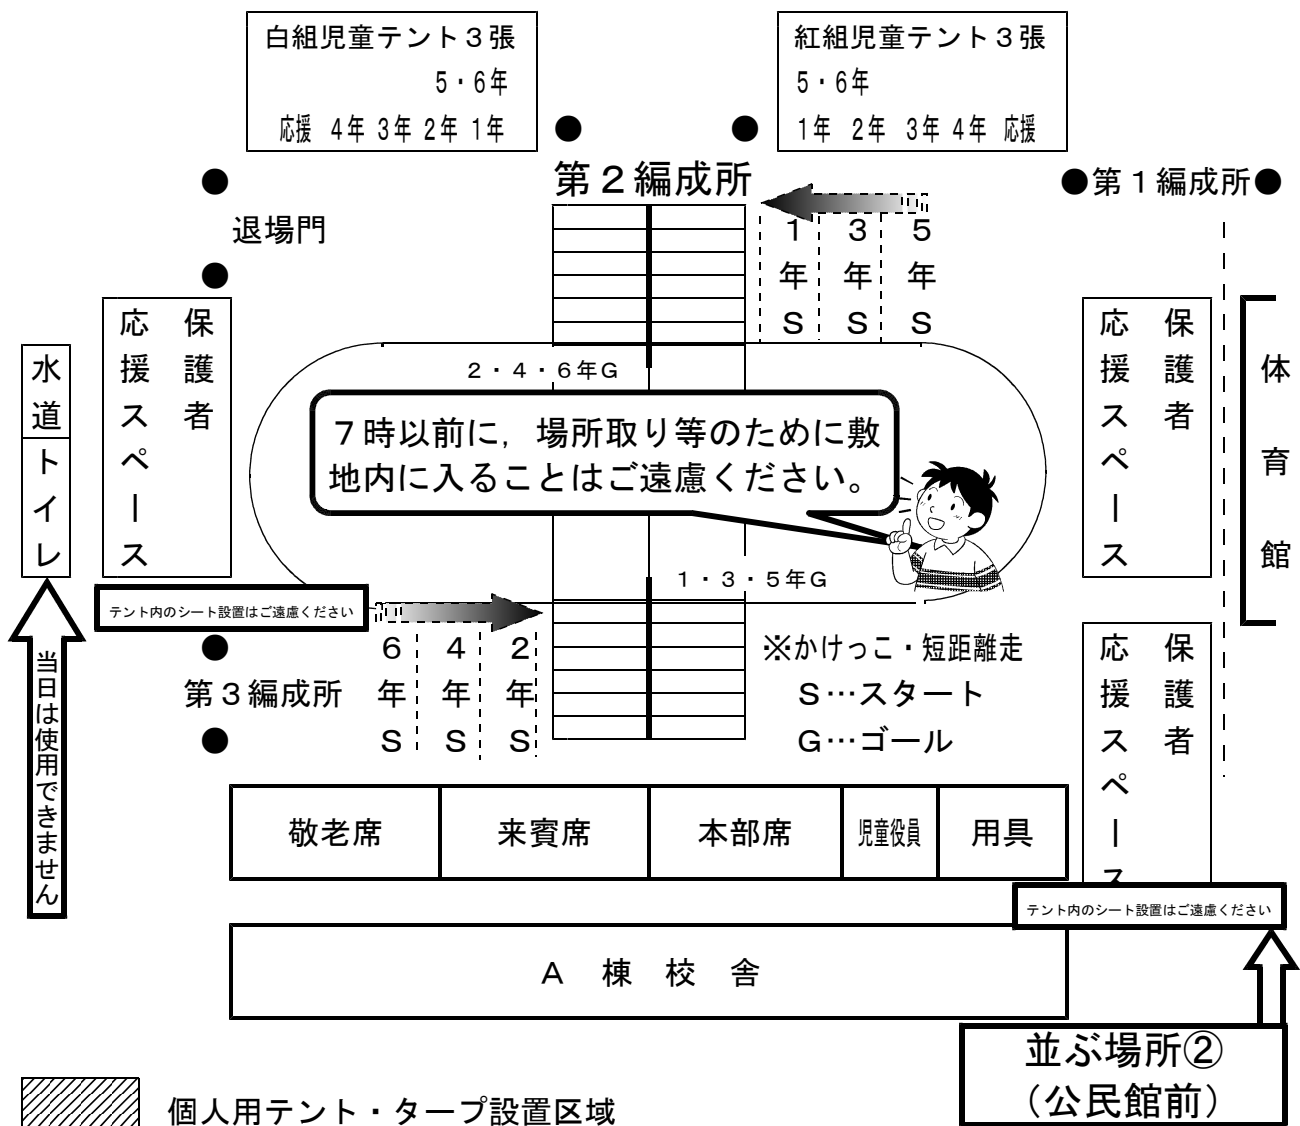 白組児童テント３張
５・６年
応援 ４年 ３年 ２年 １年
紅組児童テント３張
５・６年
１年 ２年 ３年 ４年 応援
第２編成所
●第１編成所●
退場門
１年Ｓ
３年Ｓ
５年Ｓ
保護者
応援スペース
保護者
応援スペース
水道
トイレ
体育館
２・４・６年Ｇ
７時以前に，場所取り等のために敷
地内に入ることはご遠慮ください。
１・３・５年Ｇ
テント内のシート設置はご遠慮ください
当日は使用できません
第３編成所
６年Ｓ
４年Ｓ
２年Ｓ
※かけっこ・短距離走
Ｓ…スタート
Ｇ…ゴール
保護者
応援スペース
敬老席
来賓席
本部席
児童役員
用具
テント内のシート設置はご遠慮ください
Ａ棟校舎
並ぶ場所②
（公民館前）
個人用テント・タープ設置区域